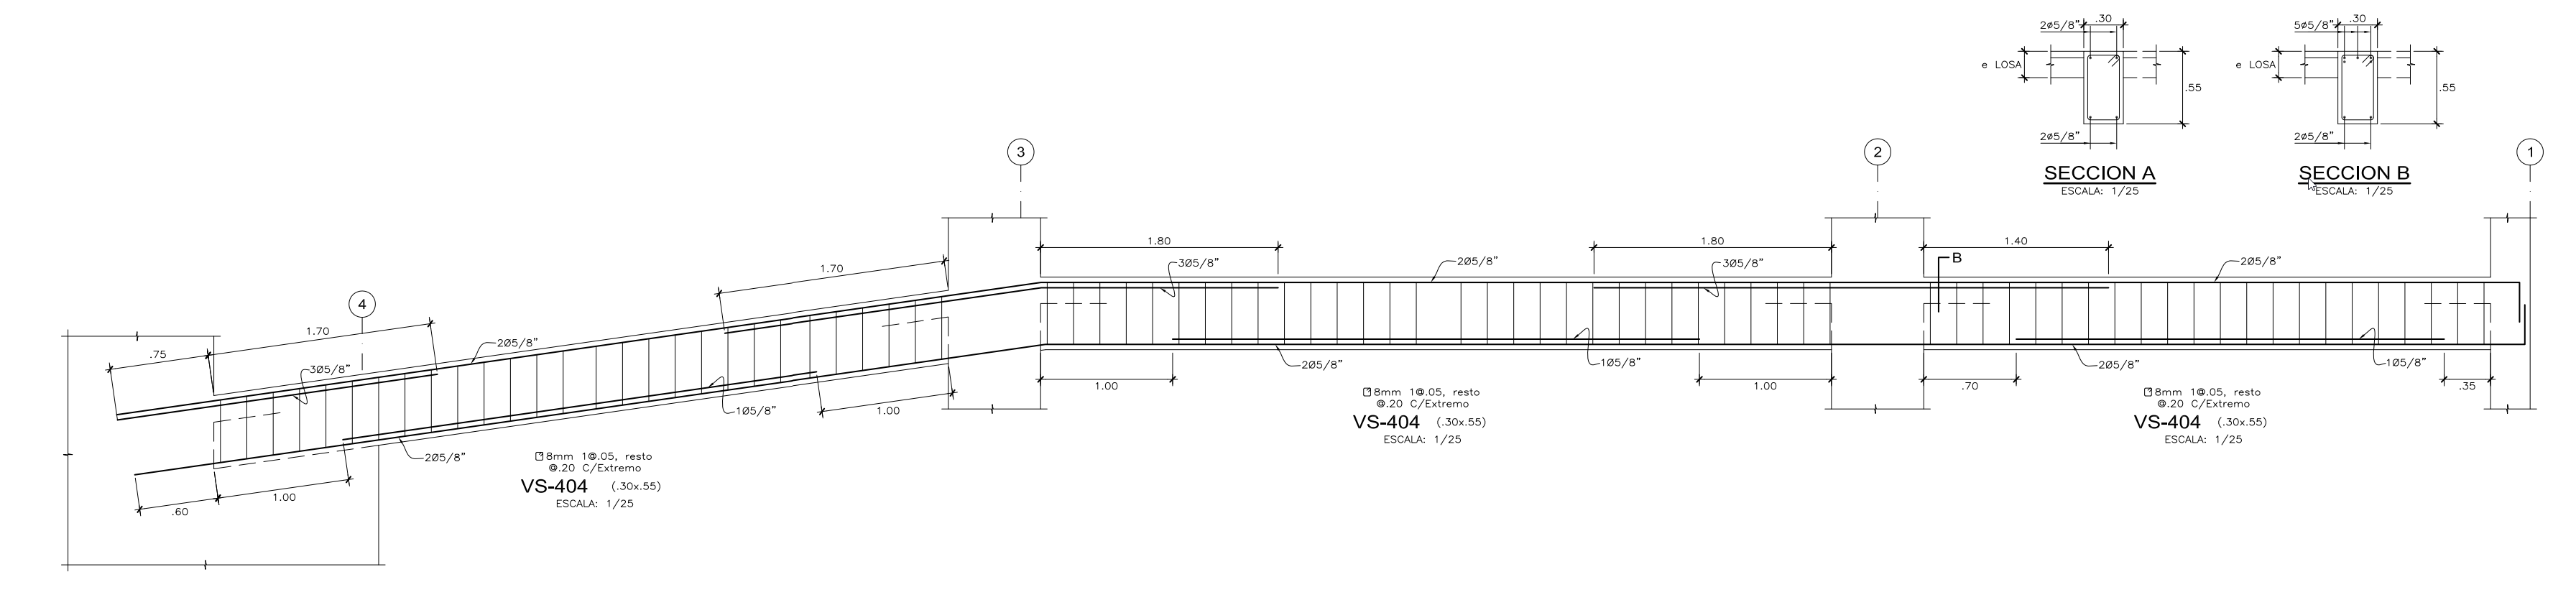 2ø5/8"
.30
e LOSA
.55
2ø5/8"
SECCION A
ESCALA: 1/25
5ø5/8"
.30
e LOSA
.55
2ø5/8"
SECCION B
ESCALA: 1/25
3
2
1
4
1.80
1.80
1.40
3Ø5/8"
2Ø5/8"
3Ø5/8"
B
2Ø5/8"
1.70
1.70
.75
3Ø5/8"
2Ø5/8"
1Ø5/8"
1.00
2Ø5/8"
1.00
.60
8mm 1@.05, resto
@.20 C/Extremo
VS-404 (.30x.55)
ESCALA: 1/25
1.00
2Ø5/8"
1Ø5/8"
1.00
8mm 1@.05, resto
@.20 C/Extremo
VS-404 (.30x.55)
ESCALA: 1/25
.70
2Ø5/8"
1Ø5/8"
.35
8mm 1@.05, resto
@.20 C/Extremo
VS-404 (.30x.55)
ESCALA: 1/25